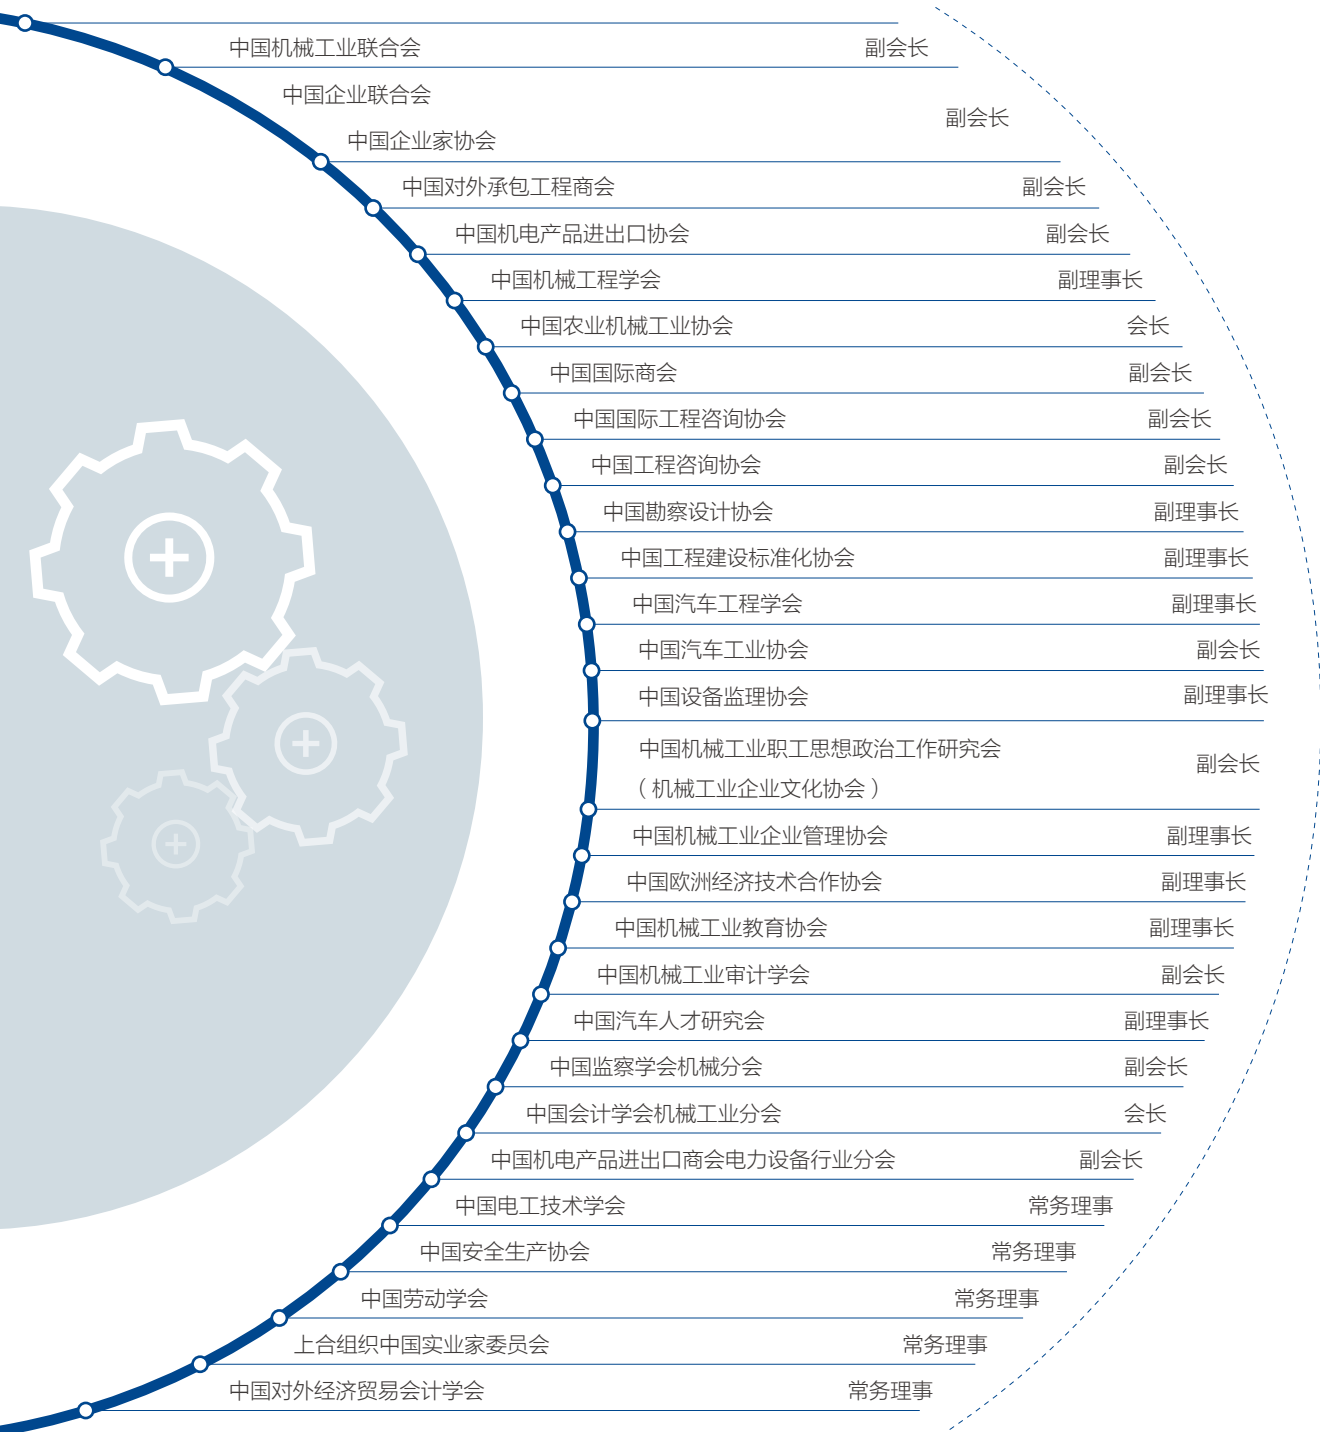 中国机械工业联合会 副会长
中国企业联合会
副会长
中国企业家协会
中国对外承包工程商会 副会长
中国机电产品进出口协会 副会长
中国机械工程学会 副理事长
中国农业机械工业协会 会长
中国国际商会 副会长
中国国际工程咨询协会 副会长
中国工程咨询协会 副会长
中国勘察设计协会 副理事长
中国工程建设标准化协会 副理事长
中国汽车工程学会 副理事长
中国汽车工业协会 副会长
中国设备监理协会 副理事长
中国机械工业职工思想政治工作研究会
副会长
（机械工业企业文化协会）
中国机械工业企业管理协会 副理事长
中国欧洲经济技术合作协会 副理事长
中国机械工业教育协会 副理事长
中国机械工业审计学会 副会长
中国汽车人才研究会 副理事长
中国监察学会机械分会 副会长
中国会计学会机械工业分会 会长
中国机电产品进出口商会电力设备行业分会 副会长
中国电工技术学会 常务理事
中国安全生产协会 常务理事
中国劳动学会 常务理事
上合组织中国实业家委员会 常务理事
中国对外经济贸易会计学会 常务理事